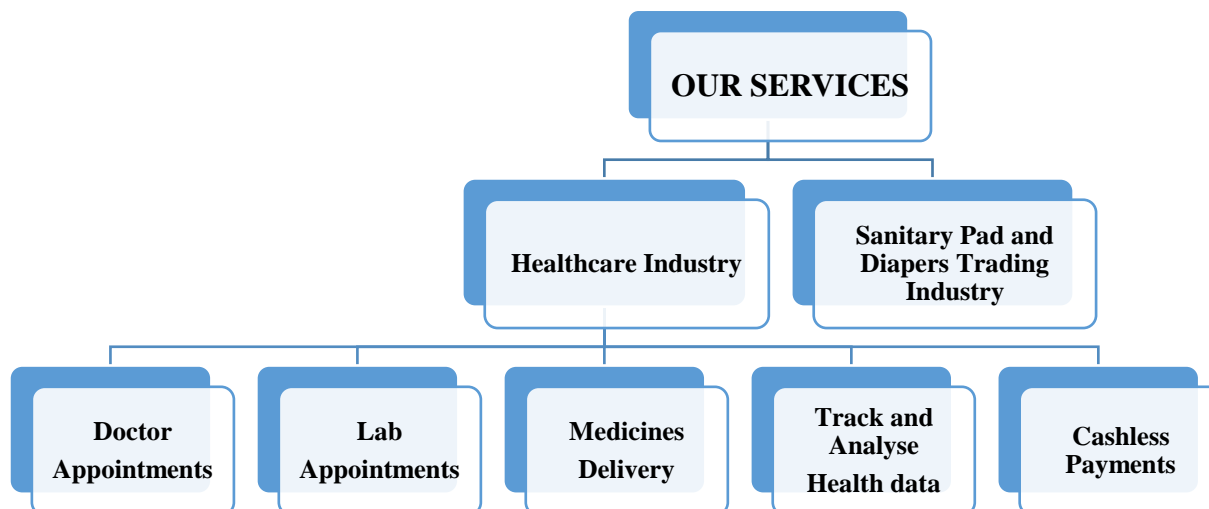 OUR SERVICES
Healthcare Industry
Sanitary Pad and
Diapers Trading
Industry
Doctor
Appointments
Lab
Appointments
Medicines
Delivery
Track and
Analyse
Health data
Cashless
Payments